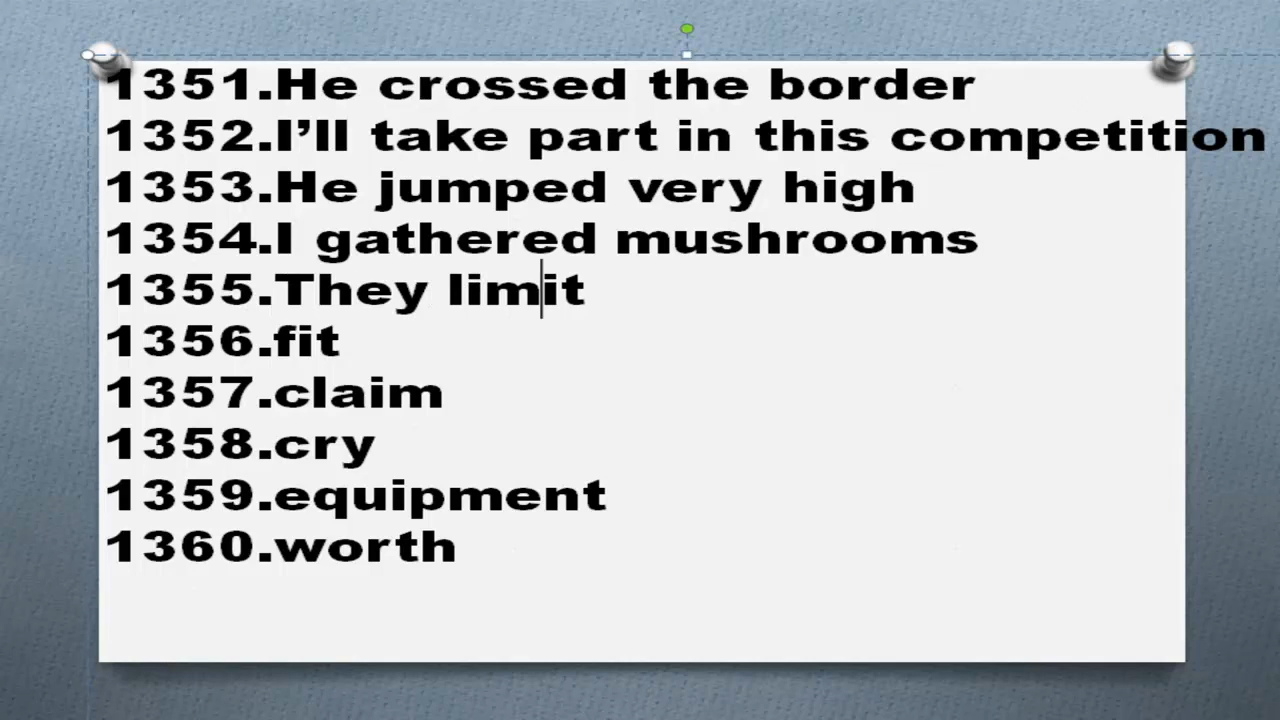 1351.He crossed the border
1352.I’ll take part in this competition
1353.He jumped very high
1354.I gathered mushrooms
1355.They limit
1356.fit
1357.claim
1358.cry
1359.equipment
1360.worth